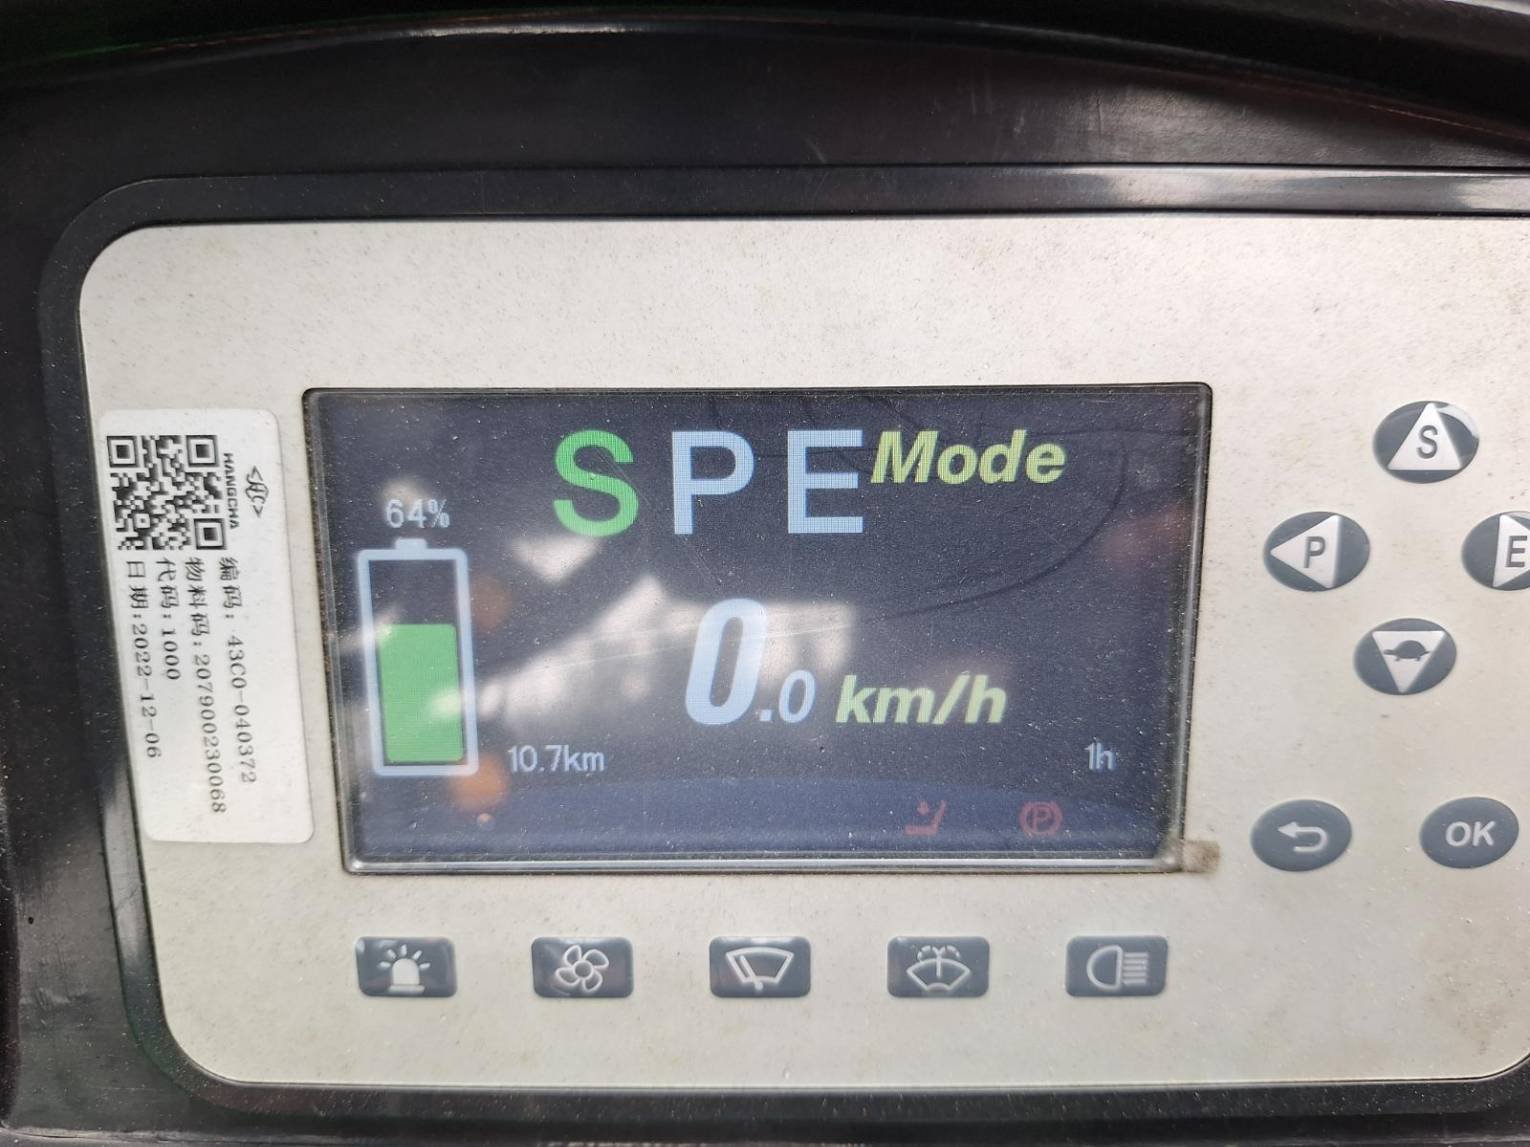 S P E Mode
64%
0.0 km/h
10.7km
1h
P
S
P
E
OK
HC
HANGCHA
编码: 43C0-040372
物料码: 207900230068
代码: 1000
日期: 2022-12-06